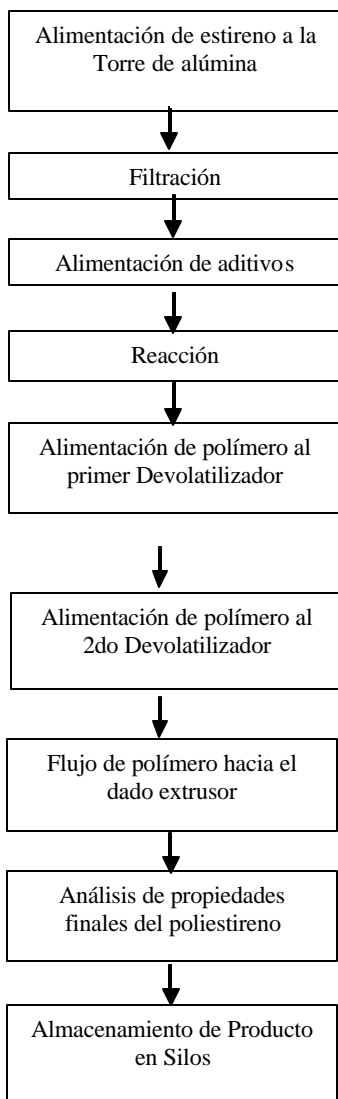 Alimentación de estireno a la
Torre de alúmina
Filtración
Alimentación de aditivos
Reacción
Alimentación de polímero al
primer Devolatilizador
Alimentación de polímero al
2do Devolatilizador
Flujo de polímero hacia el
dado extrusor
Análisis de propiedades
finales del poliestireno
Almacenamiento de Producto
en Silos